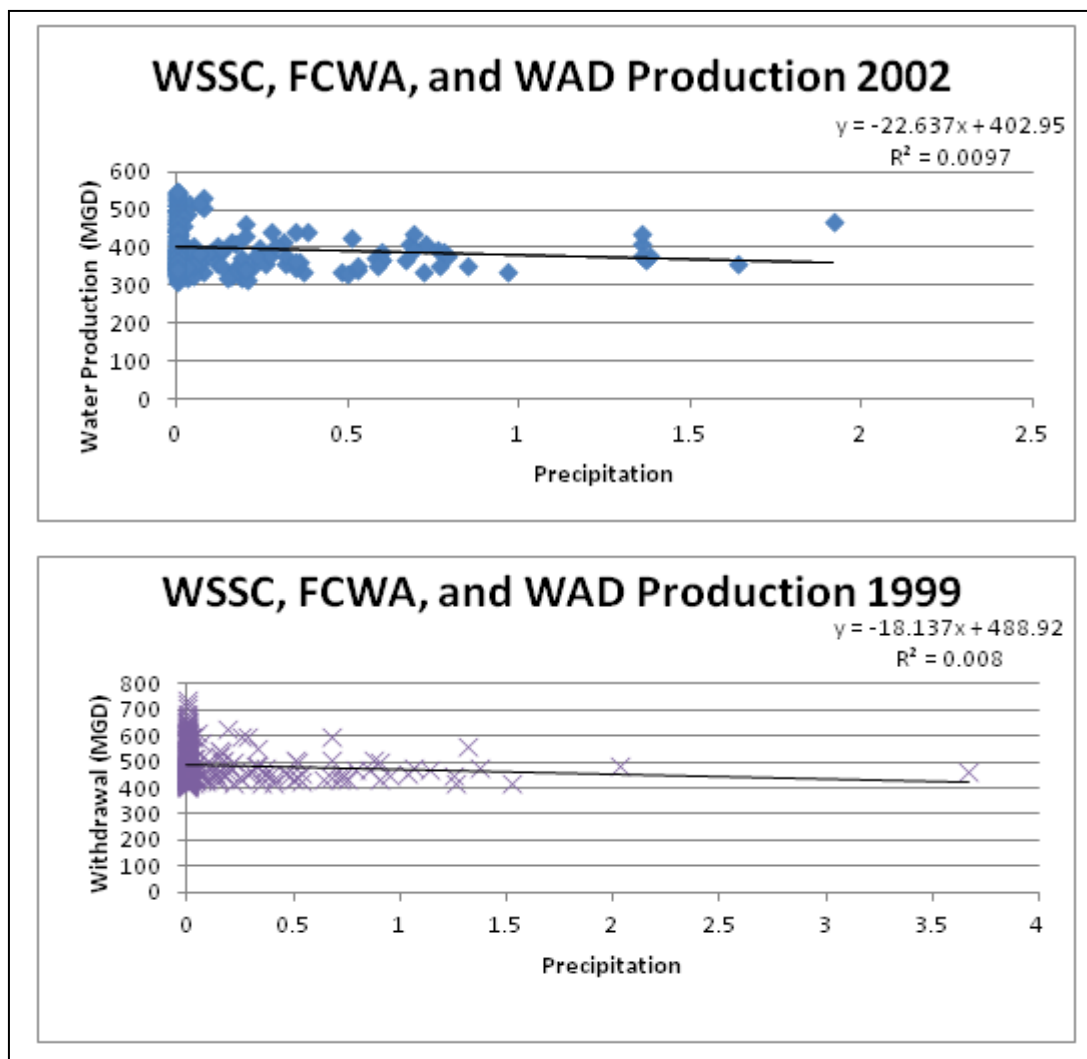 WSSC, FCWA, and WAD Production 2002
y = -22.637x + 402.95
R² = 0.0097
Water Production (MGD)
600
500
400
300
200
100
0
0 0.5 1 1.5 2 2.5
Precipitation
WSSC, FCWA, and WAD Production 1999
y = -18.137x + 488.92
R² = 0.008
Withdrawal (MGD)
800
700
600
500
400
300
200
100
0
0 0.5 1 1.5 2 2.5 3 3.5 4
Precipitation